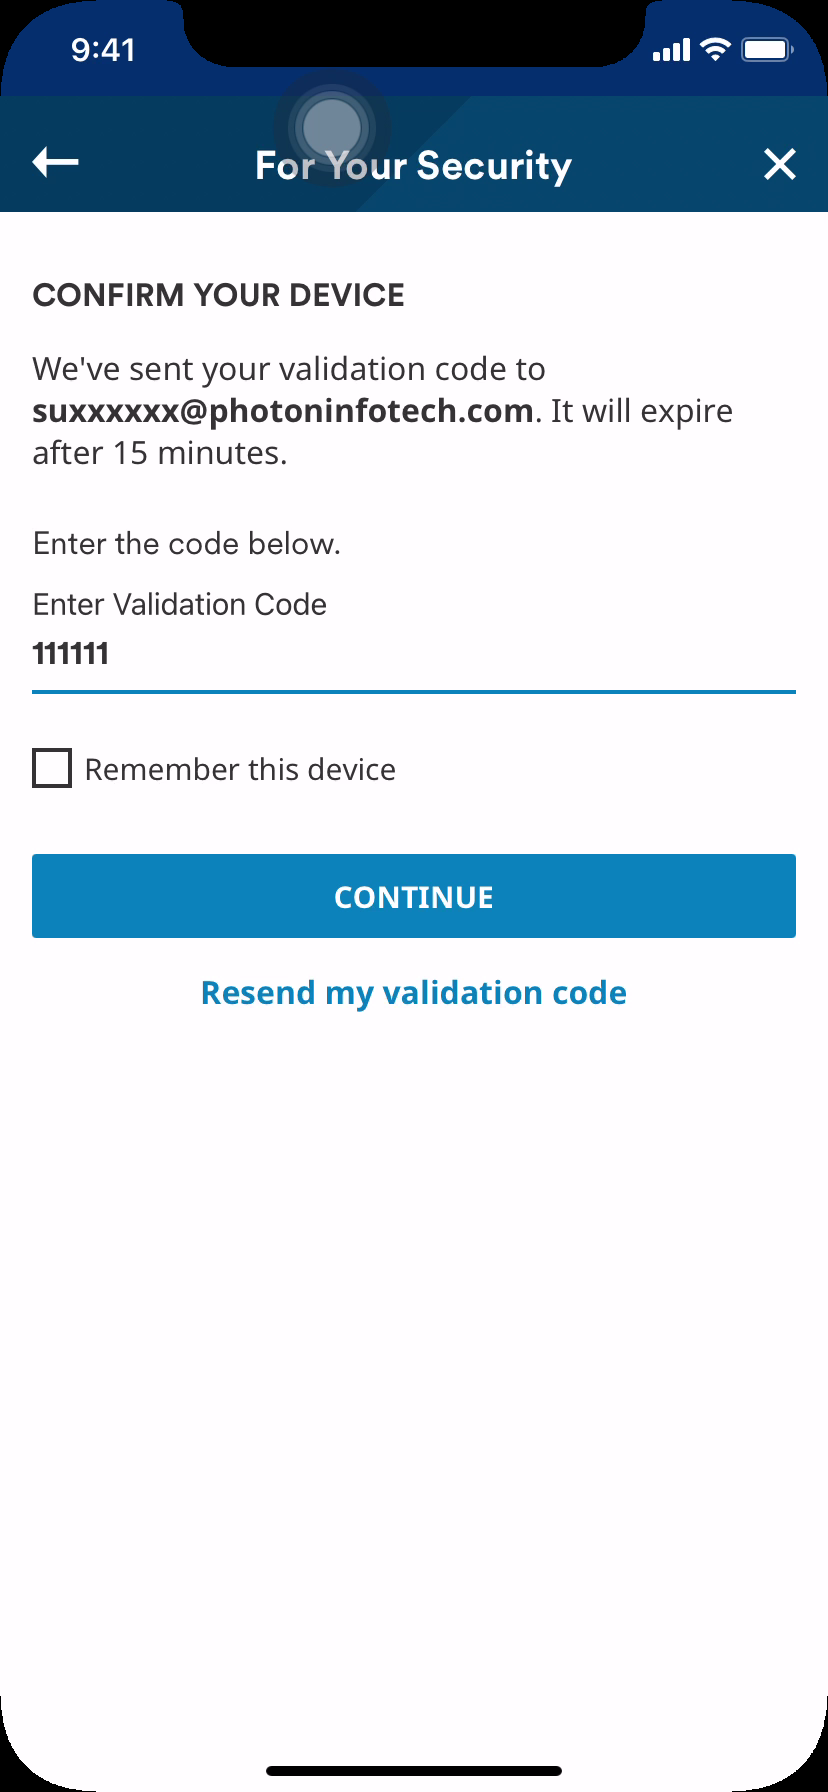 9:41
For Your Security
CONFIRM YOUR DEVICE
We've sent your validation code to
suxxxxxx@photoninfotech.com. It will expire
after 15 minutes.
Enter the code below.
Enter Validation Code
111111
Remember this device
CONTINUE
Resend my validation code